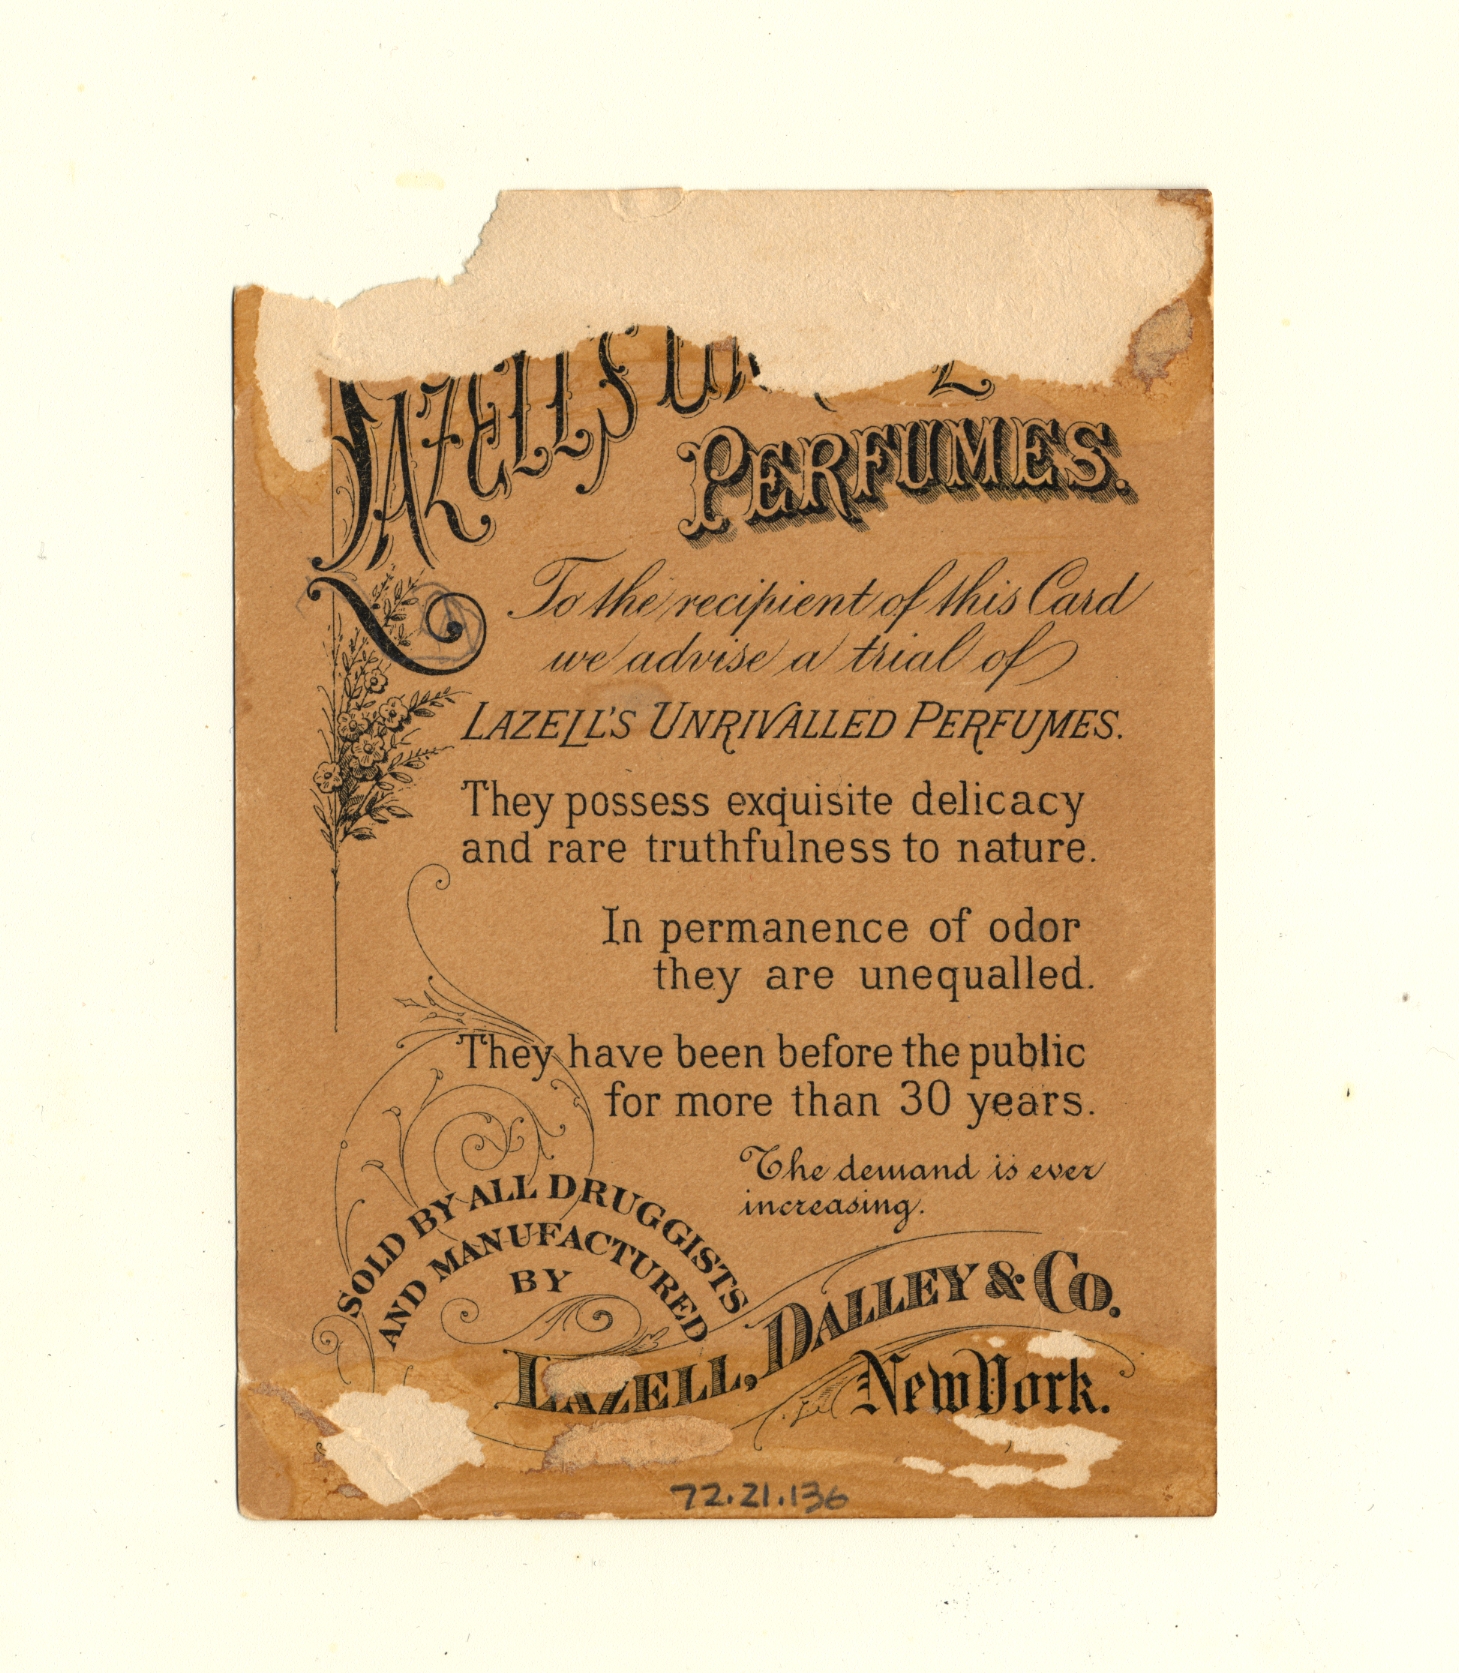 LAZELL'S
PERFUMES.
To the recipient of this Card
we advise a trial of
LAZELL'S UNRIVALLED PERFUMES.
They possess exquisite delicacy
and rare truthfulness to nature.
In permanence of odor
they are unequalled.
They have been before the public
for more than 30 years.
The demand is ever
increasing.
SOLD BY ALL DRUGGISTS
AND MANUFACTURED
BY
LAZELL, DALLEY & CO.
New York.
72.21.136